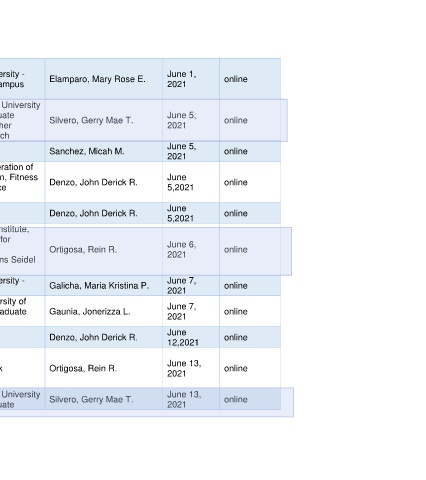 ersity - Elamparo, Mary Rose E. June 1, online
ampus 2021
University
uate Silvero, Gerry Mae T. June 5, online
her 2021
ch
Sanchez, Micah M. June 5, online
2021
eration of
n, Fitness Denzo, John Derick R. June online
ce 5,2021
Denzo, John Derick R. June online
5,2021
nstitute,
for Ortigosa, Rein R. June 6, online
2021
ns Seidel
ersity - Galicha, Maria Kristina P. June 7, online
2021
rsity of Gaunia, Jonerizza L. June 7, online
aduate 2021
Denzo, John Derick R. June online
12,2021
k Ortigosa, Rein R. June 13, online
2021
University Silvero, Gerry Mae T. June 13, online
uate 2021